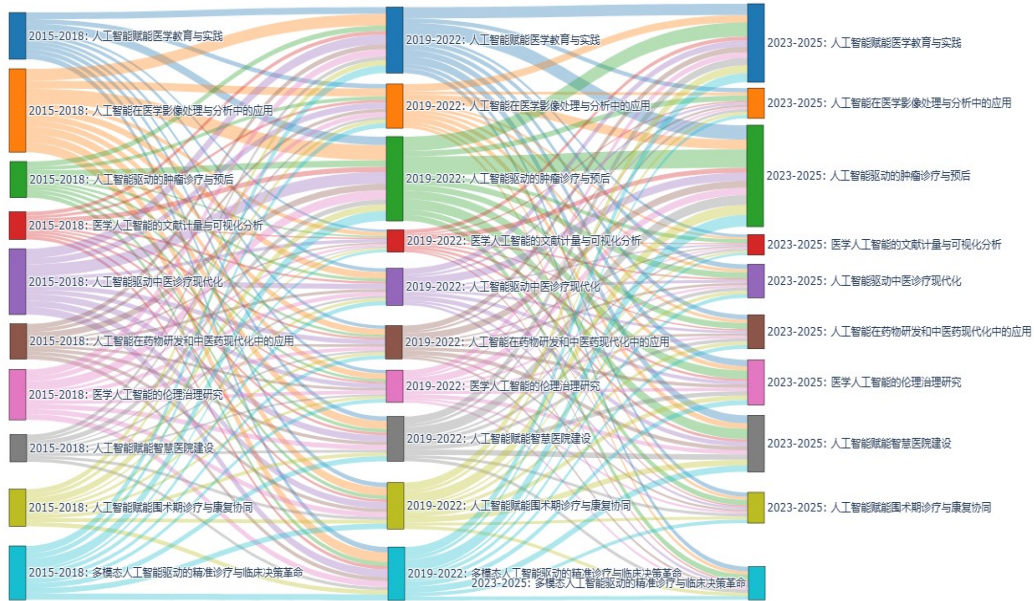 2015-2018: 人工智能赋能医学教育与实践
2015-2018: 人工智能在医学影像处理与分析中的应用
2015-2018: 人工智能驱动的肿瘤诊疗与预后
2015-2018: 医学人工智能的文献计量与可视化分析
2015-2018: 人工智能驱动中医诊疗现代化
2015-2018: 人工智能在药物研发和中医药现代化中的应用
2015-2018: 医学人工智能的伦理治理研究
2015-2018: 人工智能赋能智慧医院建设
2015-2018: 人工智能赋能围术期诊疗与康复协同
2015-2018: 多模态人工智能驱动的精准诊疗与临床决策革命
2019-2022: 人工智能赋能医学教育与实践
2019-2022: 人工智能在医学影像处理与分析中的应用
2019-2022: 人工智能驱动的肿瘤诊疗与预后
2019-2022: 医学人工智能的文献计量与可视化分析
2019-2022: 人工智能驱动中医诊疗现代化
2019-2022: 人工智能在药物研发和中医药现代化中的应用
2019-2022: 医学人工智能的伦理治理研究
2019-2022: 人工智能赋能智慧医院建设
2019-2022: 人工智能赋能围术期诊疗与康复协同
2019-2022: 多模态人工智能驱动的精准诊疗与临床决策革命
2023-2025: 人工智能赋能医学教育与实践
2023-2025: 人工智能在医学影像处理与分析中的应用
2023-2025: 人工智能驱动的肿瘤诊疗与预后
2023-2025: 医学人工智能的文献计量与可视化分析
2023-2025: 人工智能驱动中医诊疗现代化
2023-2025: 人工智能在药物研发和中医药现代化中的应用
2023-2025: 医学人工智能的伦理治理研究
2023-2025: 人工智能赋能智慧医院建设
2023-2025: 人工智能赋能围术期诊疗与康复协同
2023-2025: 多模态人工智能驱动的精准诊疗与临床决策革命